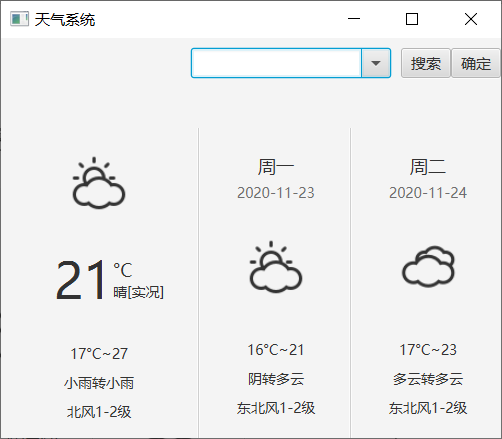 天气系统
搜索 确定
21
°C
晴[实况]
17°C~27
小雨转小雨
北风1-2级
周一
2020-11-23
16°C~21
阴转多云
东北风1-2级
周二
2020-11-24
17°C~23
多云转多云
东北风1-2级